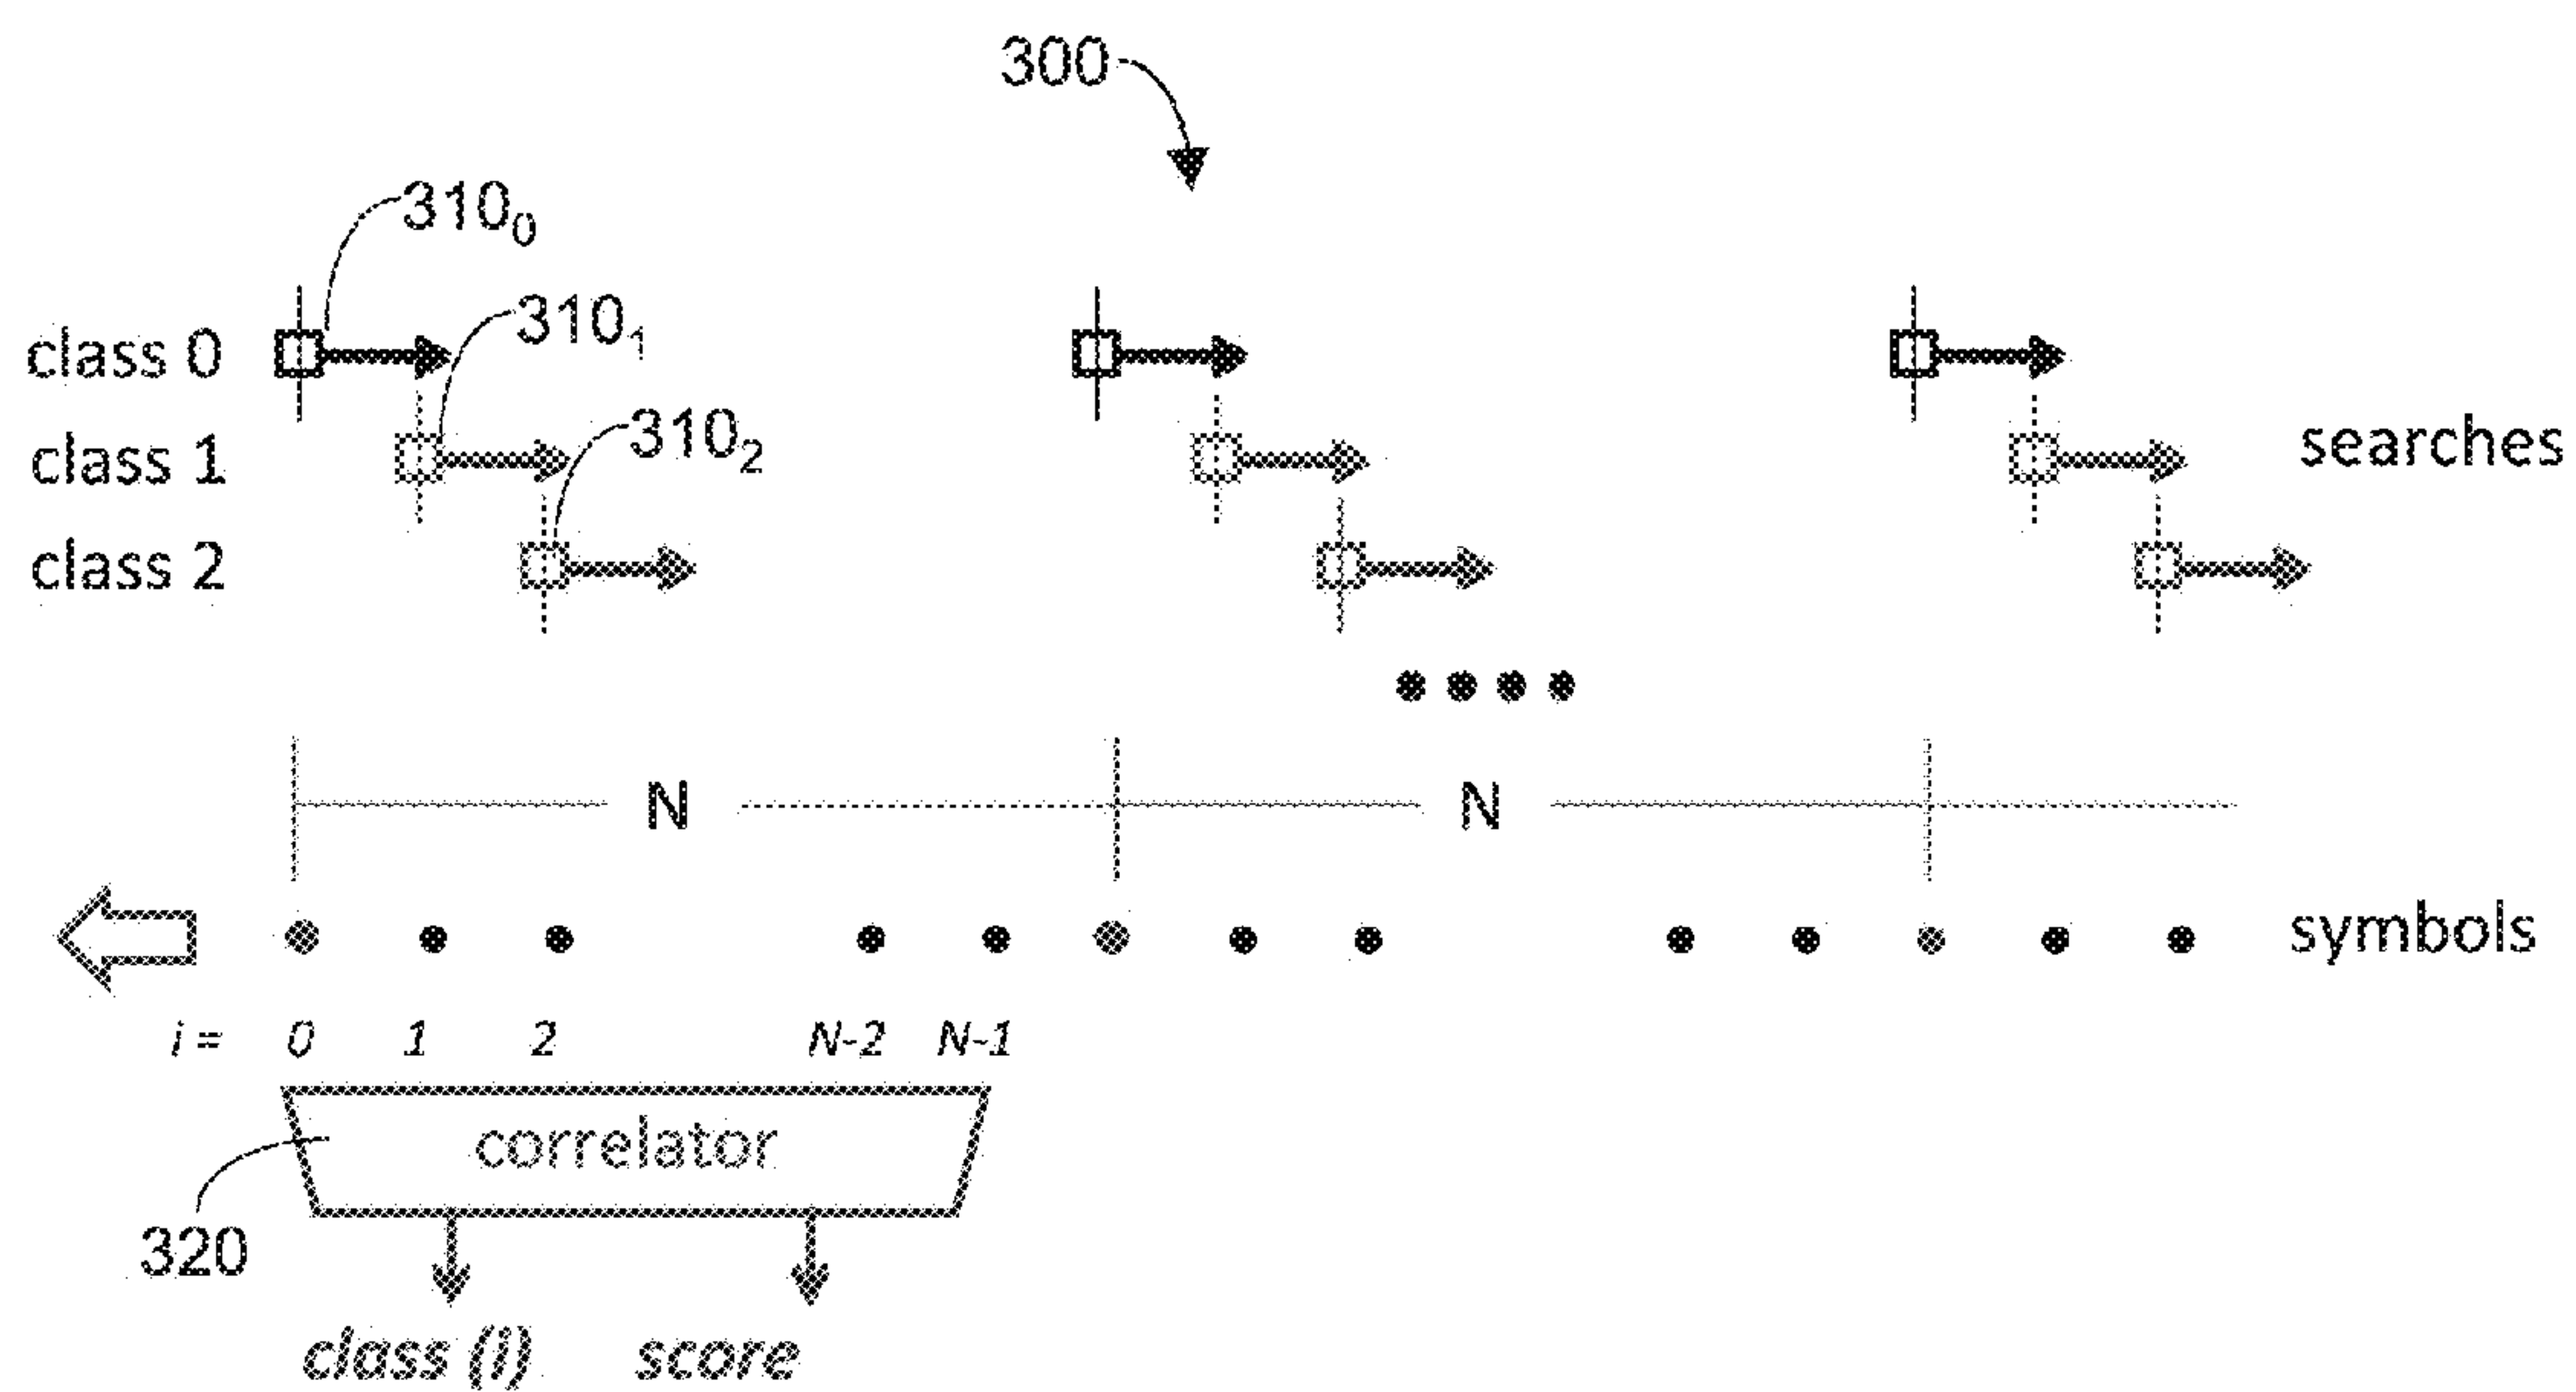 300
310₀
class 0
310₁
class 1
310₂
searches
class 2
N N
symbols
i = 0 1 2 N-2 N-1
correlator
320
class (i) score